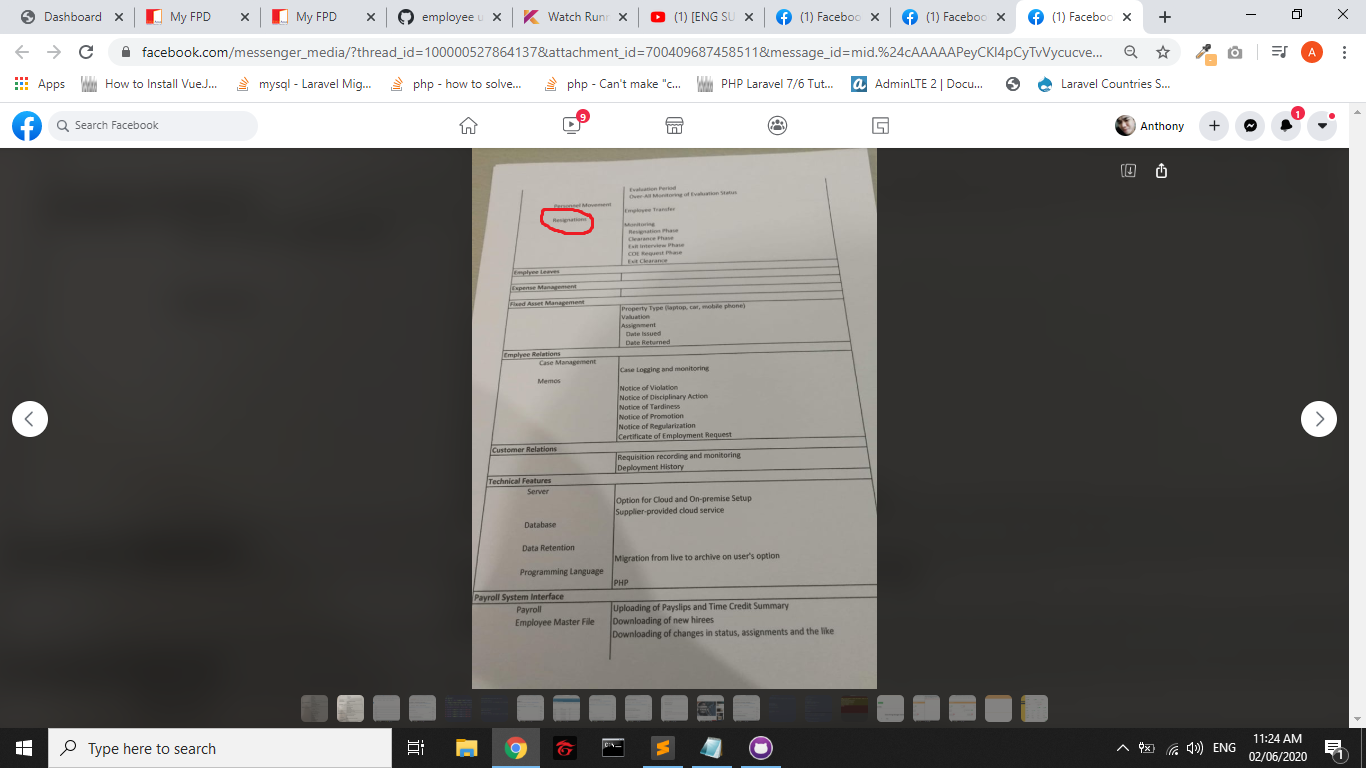 Dashboard
My FPD
My FPD
employee u
Watch Runn
(1) [ENG SU
(1) Faceboo
(1) Faceboo
(1) Faceboo
facebook.com/messenger_media/?thread_id=100000527864137&attachment_id=700409687458511&message_id=mid.%24cAAAAAPeyCKl4pCyTvVycucve...
A
Apps
How to Install VueJ...
mysql - Laravel Mig...
php - how to solve...
php - Can't make "c...
PHP Laravel 7/6 Tut...
AdminLTE 2 | Docu...
Laravel Countries S...
Search Facebook
9
Anthony
1
Evaluation Period
Over-All Monitoring of Evaluation Status
Personnel Movement
Employee Transfer
Resignations
Monitoring
Resignation Phase
Clearance Phase
Exit Interview Phase
COE Request Phase
Exit Clearance
Emplyee Leaves
Expense Management
Fixed Asset Management
Property Type (laptop, car, mobile phone)
Valuation
Assignment
Date Issued
Date Returned
Emplyee Relations
Case Management
Case Logging and monitoring
Memos
Notice of Violation
Notice of Disciplinary Action
Notice of Tardiness
Notice of Promotion
Notice of Regularization
Certificate of Employment Request
Customer Relations
Requisition recording and monitoring
Deployment History
Technical Features
Server
Option for Cloud and On-premise Setup
Supplier-provided cloud service
Database
Data Retention
Migration from live to archive on user's option
Programming Language
PHP
Payroll System Interface
Payroll
Uploading of Payslips and Time Credit Summary
Employee Master File
Downloading of new hirees
Downloading of changes in status, assignments and the like
Type here to search
ENG
11:24 AM
02/06/2020
1